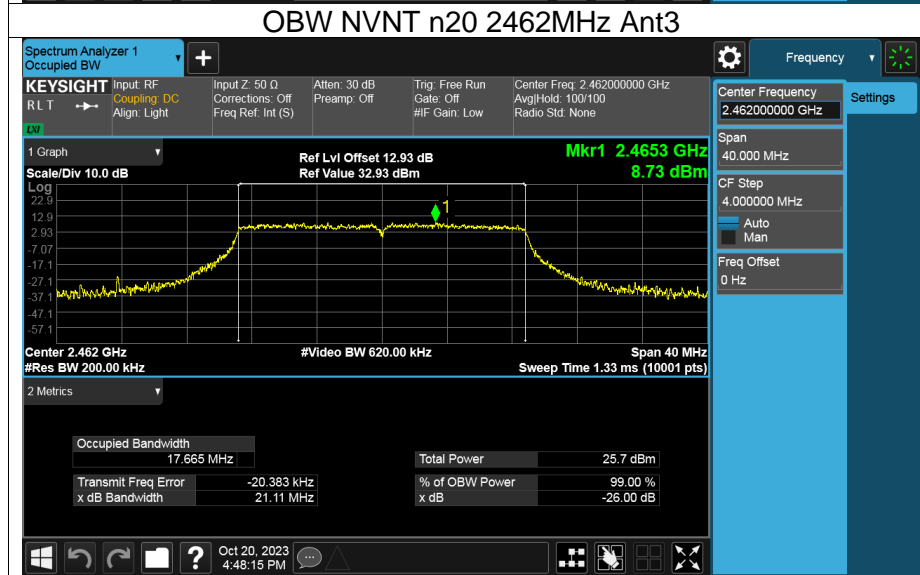 OBW NVNT n20 2462MHz Ant3
Spectrum Analyzer 1
Occupied BW
+
Frequency
KEYSIGHT
RLT
LXI
Input: RF
Coupling: DC
Align: Light
Input Z: 50 Ω
Corrections: Off
Freq Ref: Int (S)
Atten: 30 dB
Preamp: Off
Trig: Free Run
Gate: Off
#IF Gain: Low
Center Freq: 2.462000000 GHz
Avg|Hold: 100/100
Radio Std: None
Center Frequency
2.462000000 GHz
Settings
Span
40.000 MHz
CF Step
4.000000 MHz
Auto
Man
Freq Offset
0 Hz
1 Graph
Scale/Div 10.0 dB
Ref Lvl Offset 12.93 dB
Ref Value 32.93 dBm
Mkr1 2.4653 GHz
8.73 dBm
Log
22.9
12.9
2.93
-7.07
-17.1
-27.1
-37.1
-47.1
-57.1
1
Center 2.462 GHz
#Res BW 200.00 kHz
#Video BW 620.00 kHz
Span 40 MHz
Sweep Time 1.33 ms (10001 pts)
2 Metrics
Occupied Bandwidth
17.665 MHz
Total Power 25.7 dBm
Transmit Freq Error -20.383 kHz
% of OBW Power 99.00 %
x dB Bandwidth 21.11 MHz
x dB -26.00 dB
?
Oct 20, 2023
4:48:15 PM